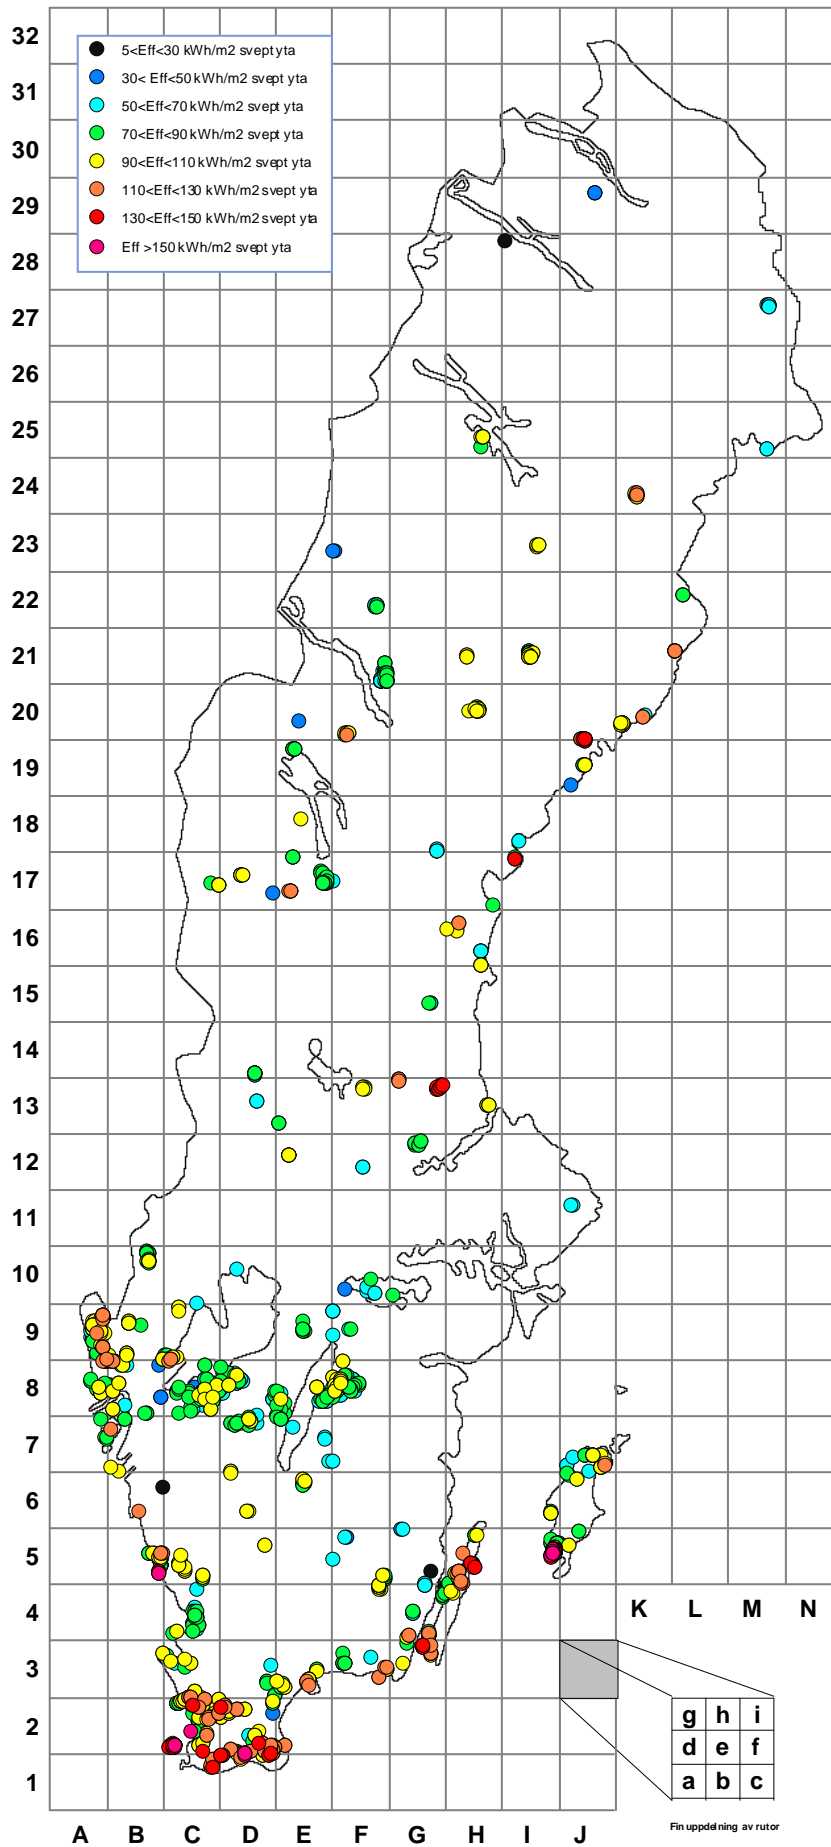 32
31
30
29
28
27
26
25
24
23
22
21
20
19
18
17
16
15
14
13
12
11
10
9
8
7
6
5
4
3
2
1
5<Eff<30 kWh/m2 svept yta
30< Eff<50 kWh/m2 svept yta
50<Eff<70 kWh/m2 svept yta
70<Eff<90 kWh/m2 svept yta
90<Eff<110 kWh/m2 svept yta
110<Eff<130 kWh/m2 svept yta
130<Eff<150 kWh/m2 svept yta
Eff >150 kWh/m2 svept yta
K L M N
g h i
d e f
a b c
Fin uppdelning av rutor
A B C D E F G H I J